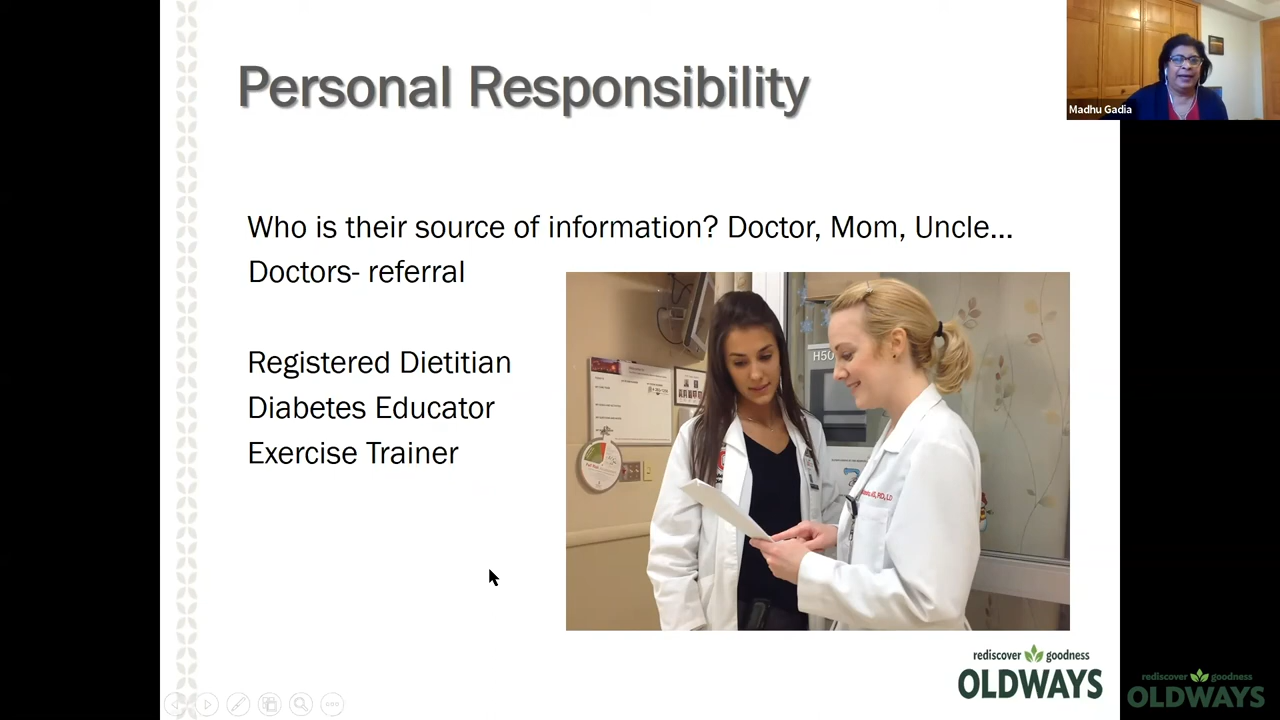 Personal Responsibility
Madhu Gadia
Who is their source of information? Doctor, Mom, Uncle...
Doctors- referral
Registered Dietitian
Diabetes Educator
Exercise Trainer
H50
rediscover goodness
OLDWAYS
rediscover goodness
OLDWAYS